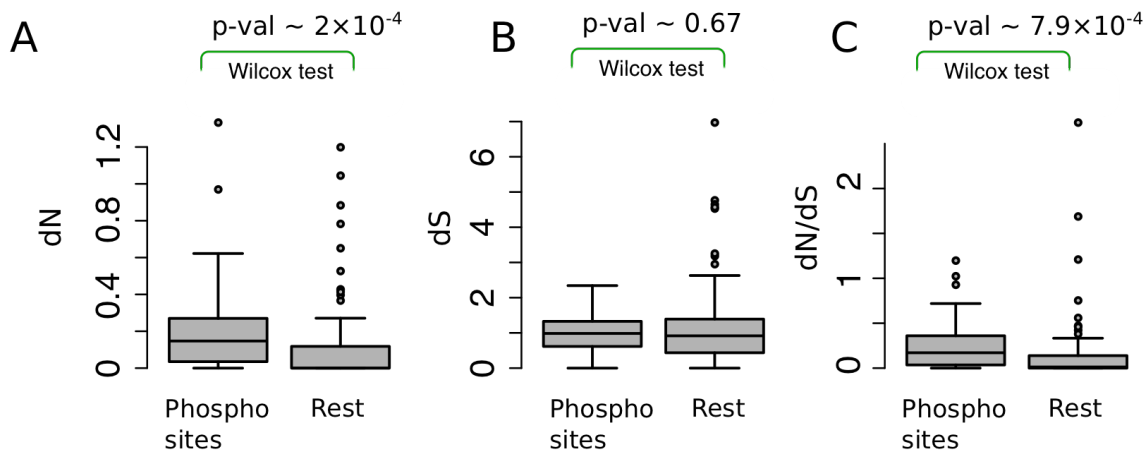 A
p-val ~ 2×10⁻⁴
Wilcox test
dN
1.2
0.8
0.4
0
Phospho
sites
Rest
B
p-val ~ 0.67
Wilcox test
dS
6
4
2
0
Phospho
sites
Rest
C
p-val ~ 7.9×10⁻⁴
Wilcox test
dN/dS
2
1
0
Phospho
sites
Rest